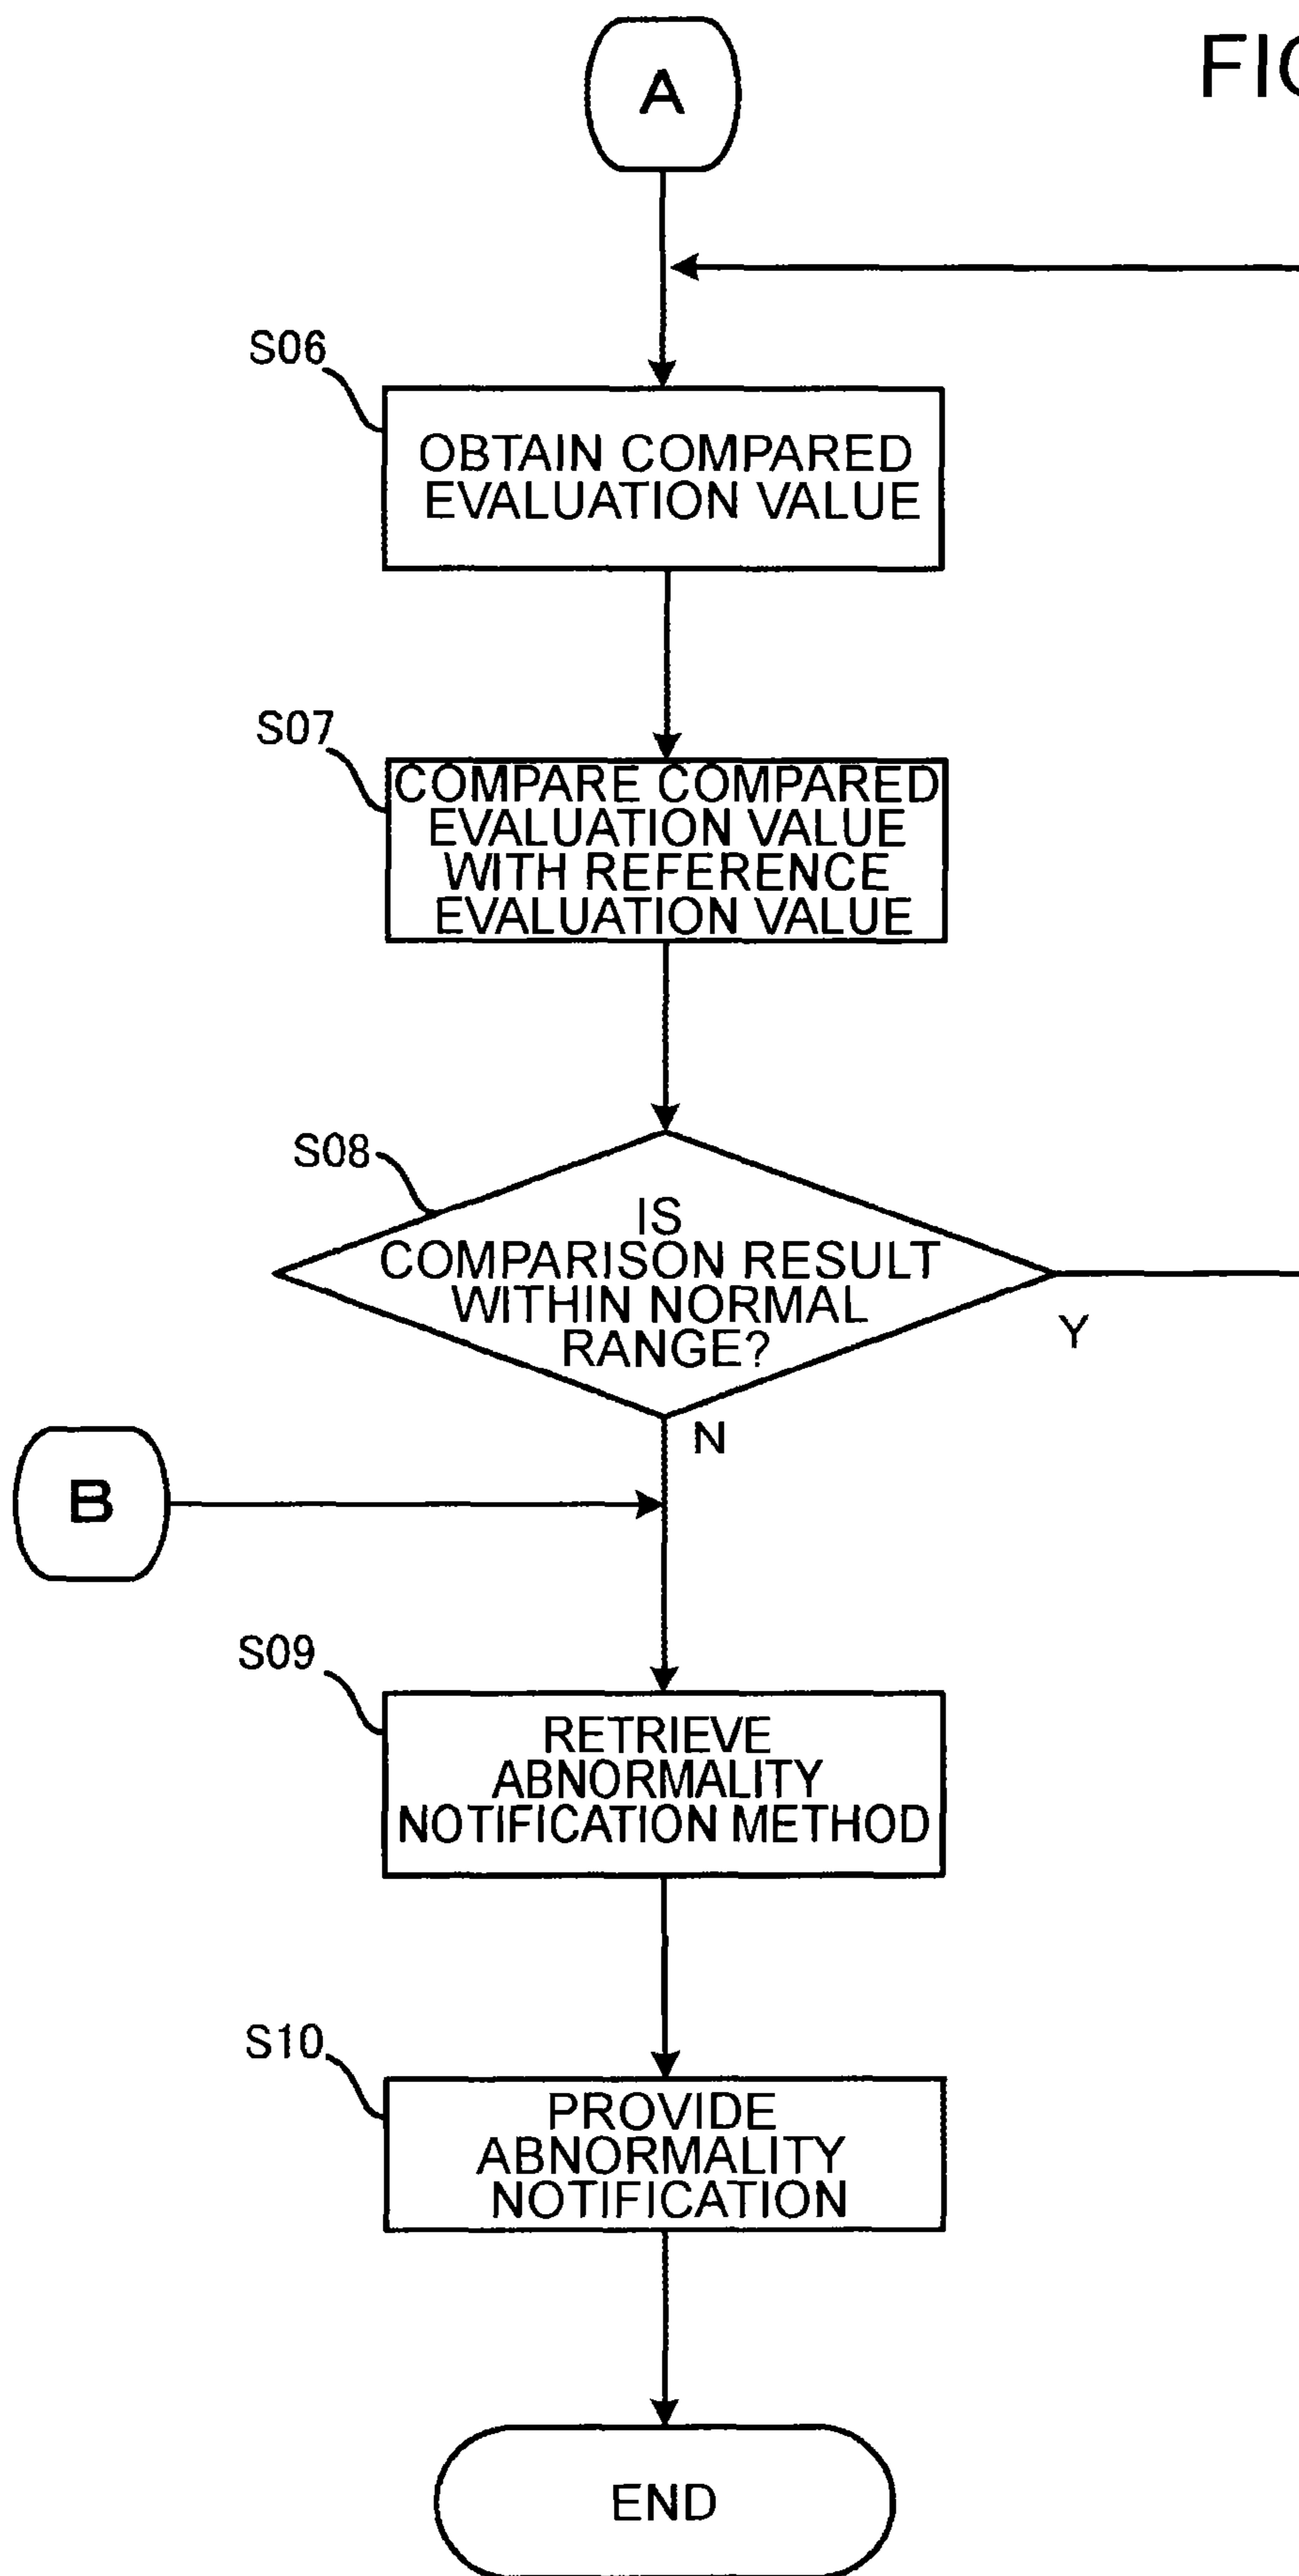 A
FIG
S06
OBTAIN COMPARED
EVALUATION VALUE
S07
COMPARE COMPARED
EVALUATION VALUE
WITH REFERENCE
EVALUATION VALUE
S08
IS
COMPARISON RESULT
WITHIN NORMAL
RANGE?
Y
N
B
S09
RETRIEVE
ABNORMALITY
NOTIFICATION METHOD
S10
PROVIDE
ABNORMALITY
NOTIFICATION
END